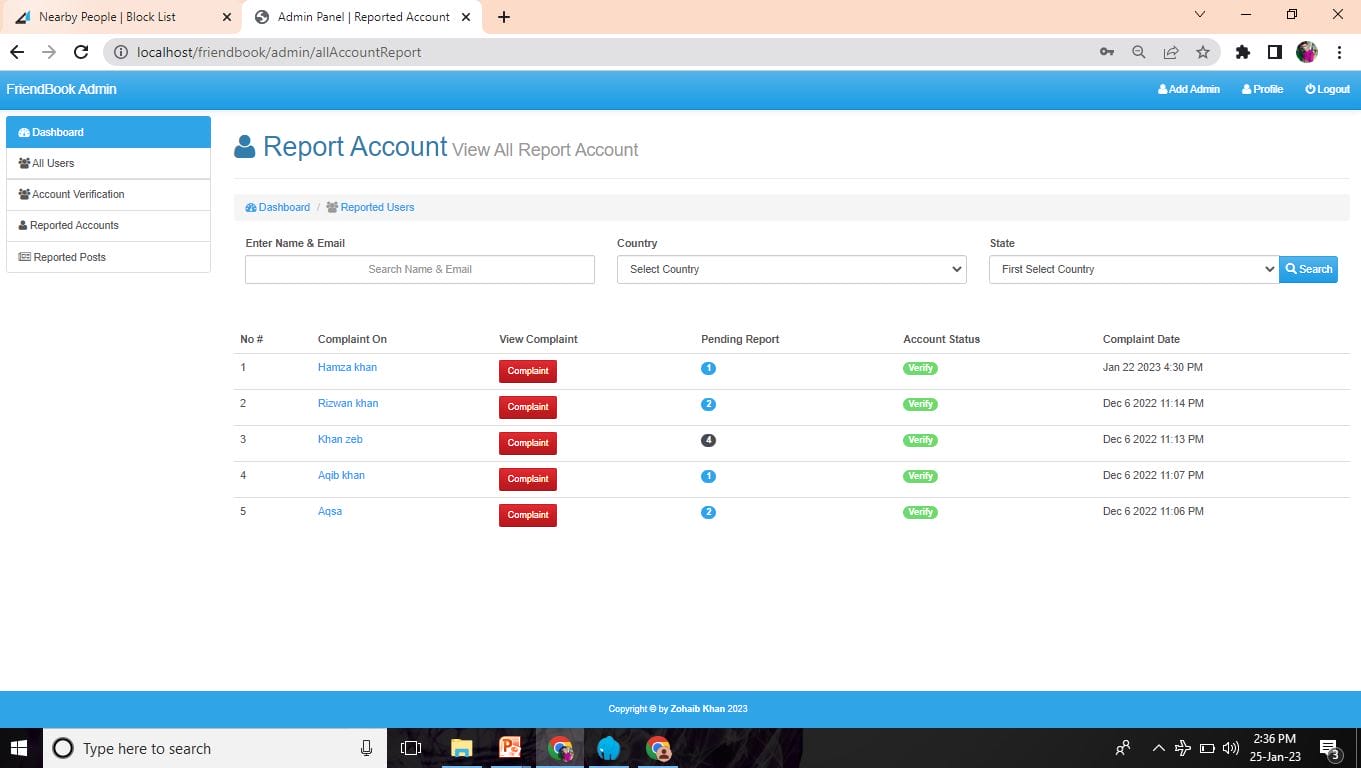 Nearby People | Block List
Admin Panel | Reported Account
localhost/friendbook/admin/allAccountReport
FriendBook Admin
Add Admin
Profile
Logout
Dashboard
All Users
Account Verification
Reported Accounts
Reported Posts
Report Account View All Report Account
Dashboard / Reported Users
Enter Name & Email
Country
State
Search Name & Email
Select Country
First Select Country
Search
No # Complaint On View Complaint Pending Report Account Status Complaint Date
1 Hamza khan Complaint 1 Verify Jan 22 2023 4:30 PM
2 Rizwan khan Complaint 2 Verify Dec 6 2022 11:14 PM
3 Khan zeb Complaint 4 Verify Dec 6 2022 11:13 PM
4 Aqib khan Complaint 1 Verify Dec 6 2022 11:07 PM
5 Aqsa Complaint 2 Verify Dec 6 2022 11:06 PM
Copyright © by Zohaib Khan 2023
Type here to search
2:36 PM
25-Jan-23
3